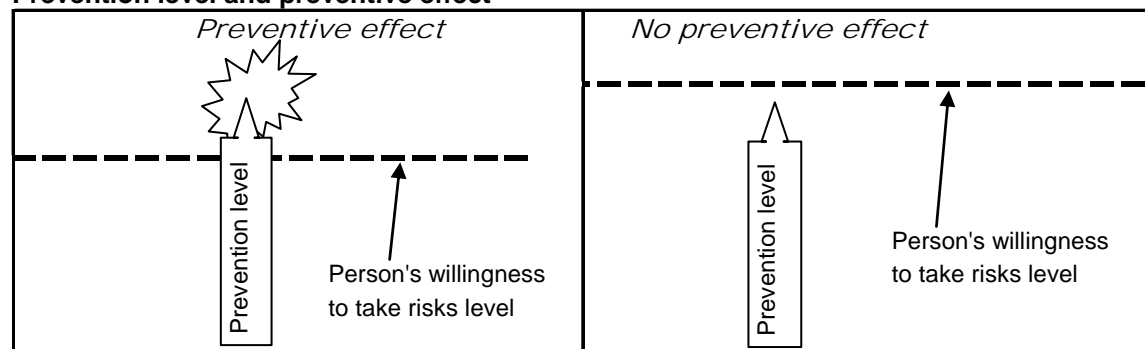 Prevention level and preventive effect
Preventive effect
Prevention level
Person's willingness
to take risks level
No preventive effect
Prevention level
Person's willingness
to take risks level